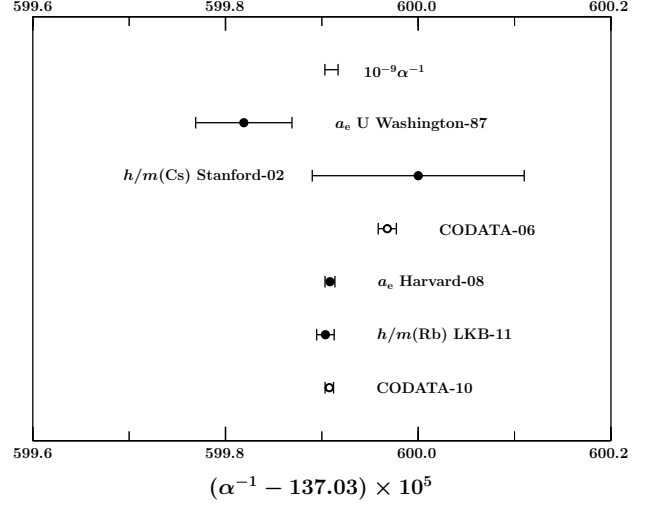 599.6 599.8 600.0 600.2
10⁻⁹α⁻¹
aₑ U Washington-87
h/m(Cs) Stanford-02
CODATA-06
aₑ Harvard-08
h/m(Rb) LKB-11
CODATA-10
599.6 599.8 600.0 600.2
(α⁻¹ − 137.03) × 10⁵